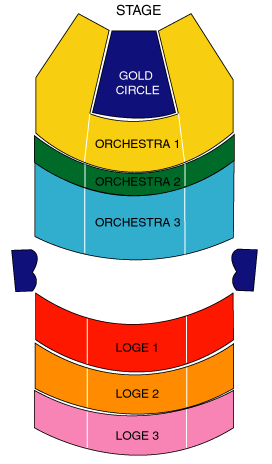 STAGE
GOLD
CIRCLE
ORCHESTRA 1
ORCHESTRA 2
ORCHESTRA 3
LOGE 1
LOGE 2
LOGE 3